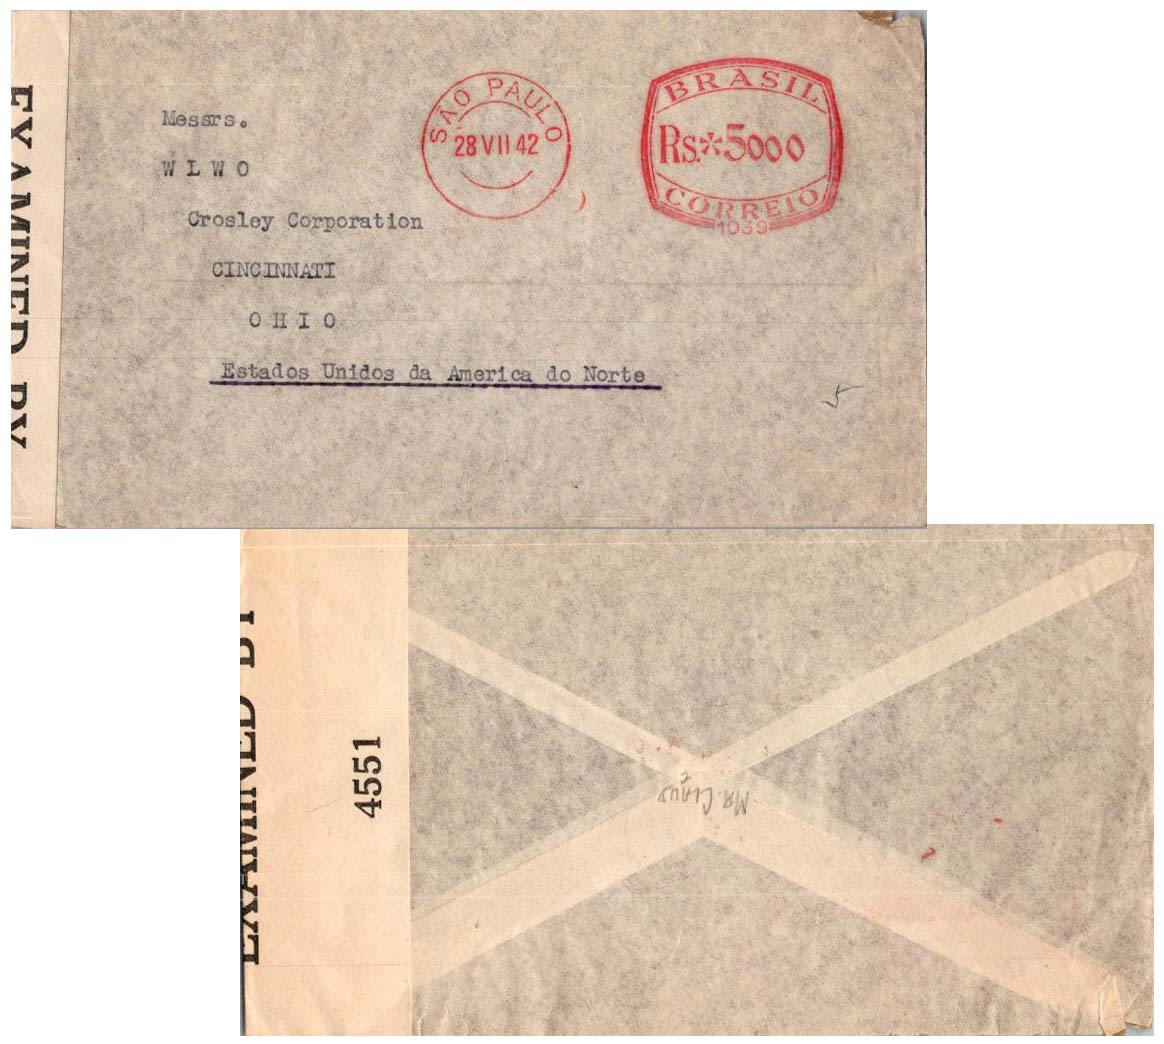 EXAMINED BY
SÃO PAULO
28 VII 42
BRASIL
Rs.*5000
CORREIO
1039
Messrs.
W L W O
Crosley Corporation
CINCINNATI
O H I O
Estados Unidos da America do Norte
5
EXAMINED BY
4551